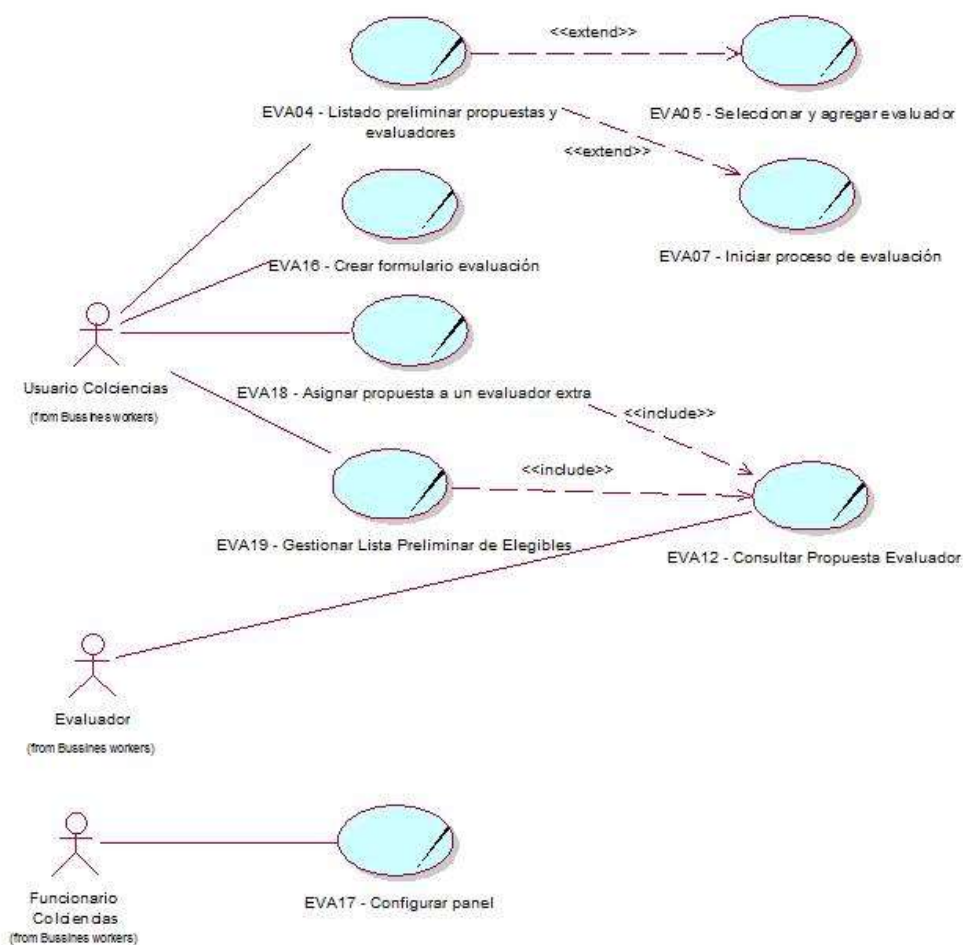 <<extend>>
EVA04 - Listado preliminar propuestas y
evaluadores
EVA05 - Seleccionar y agregar evaluador
<<extend>>
EVA16 - Crear formulario evaluación
EVA07 - Iniciar proceso de evaluación
Usuario Colciencias
(from Bussines workers)
EVA18 - Asignar propuesta a un evaluador extra
<<include>>
<<include>>
EVA19 - Gestionar Lista Preliminar de Elegibles
EVA12 - Consultar Propuesta Evaluador
Evaluador
(from Bussines workers)
Funcionario
Colciencias
(from Bussines workers)
EVA17 - Configurar panel